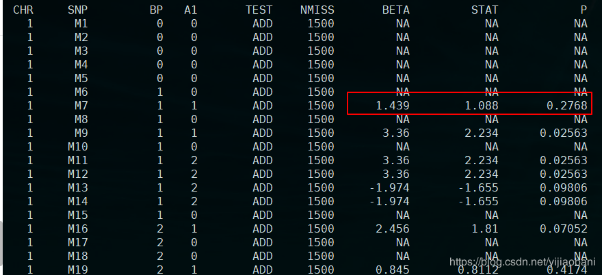 CHR SNP BP A1 TEST NMISS BETA STAT P
1 M1 0 0 ADD 1500 NA NA NA
1 M2 0 0 ADD 1500 NA NA NA
1 M3 0 0 ADD 1500 NA NA NA
1 M4 0 0 ADD 1500 NA NA NA
1 M5 0 0 ADD 1500 NA NA NA
1 M6 1 0 ADD 1500 NA NA NA
1 M7 1 1 ADD 1500 1.439 1.088 0.2768
1 M8 1 0 ADD 1500 NA NA NA
1 M9 1 1 ADD 1500 3.36 2.234 0.02563
1 M10 1 0 ADD 1500 NA NA NA
1 M11 1 2 ADD 1500 3.36 2.234 0.02563
1 M12 1 2 ADD 1500 3.36 2.234 0.02563
1 M13 1 2 ADD 1500 -1.974 -1.655 0.09806
1 M14 1 2 ADD 1500 -1.974 -1.655 0.09806
1 M15 1 0 ADD 1500 NA NA NA
1 M16 2 1 ADD 1500 2.456 1.81 0.07052
1 M17 2 0 ADD 1500 NA NA NA
1 M18 2 0 ADD 1500 NA NA NA
https://blog.csdn.net/yijiaobani
1 M19 2 1 ADD 1500 0.845 0.8112 0.4174